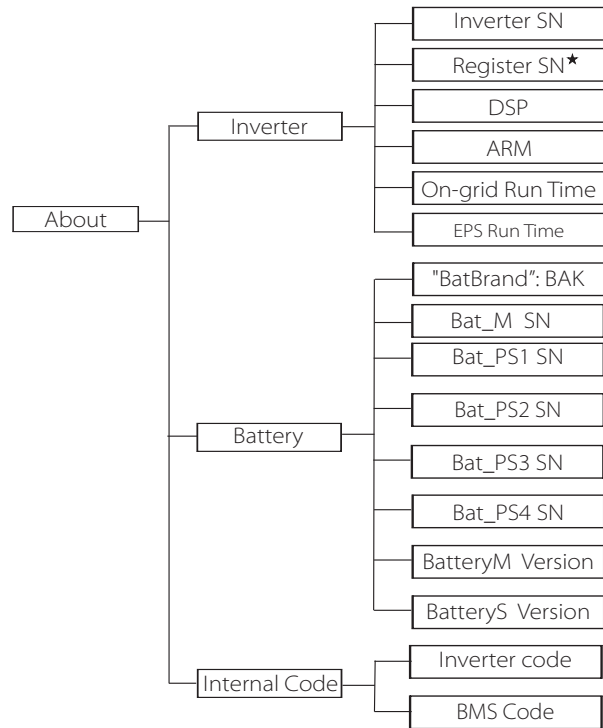 About
Inverter
Inverter SN
Register SN★
DSP
ARM
On-grid Run Time
EPS Run Time
Battery
"BatBrand”: BAK
Bat_M SN
Bat_PS1 SN
Bat_PS2 SN
Bat_PS3 SN
Bat_PS4 SN
BatteryM Version
BatteryS Version
Internal Code
Inverter code
BMS Code